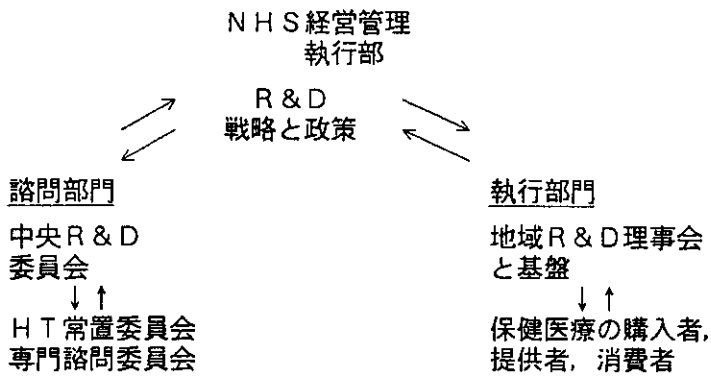 NHS経営管理
執行部
R&D
戦略と政策
諮問部門
中央R&D
委員会
HT常置委員会
専門諮問委員会
執行部門
地域R&D理事会
と基盤
保健医療の購入者,
提供者,消費者